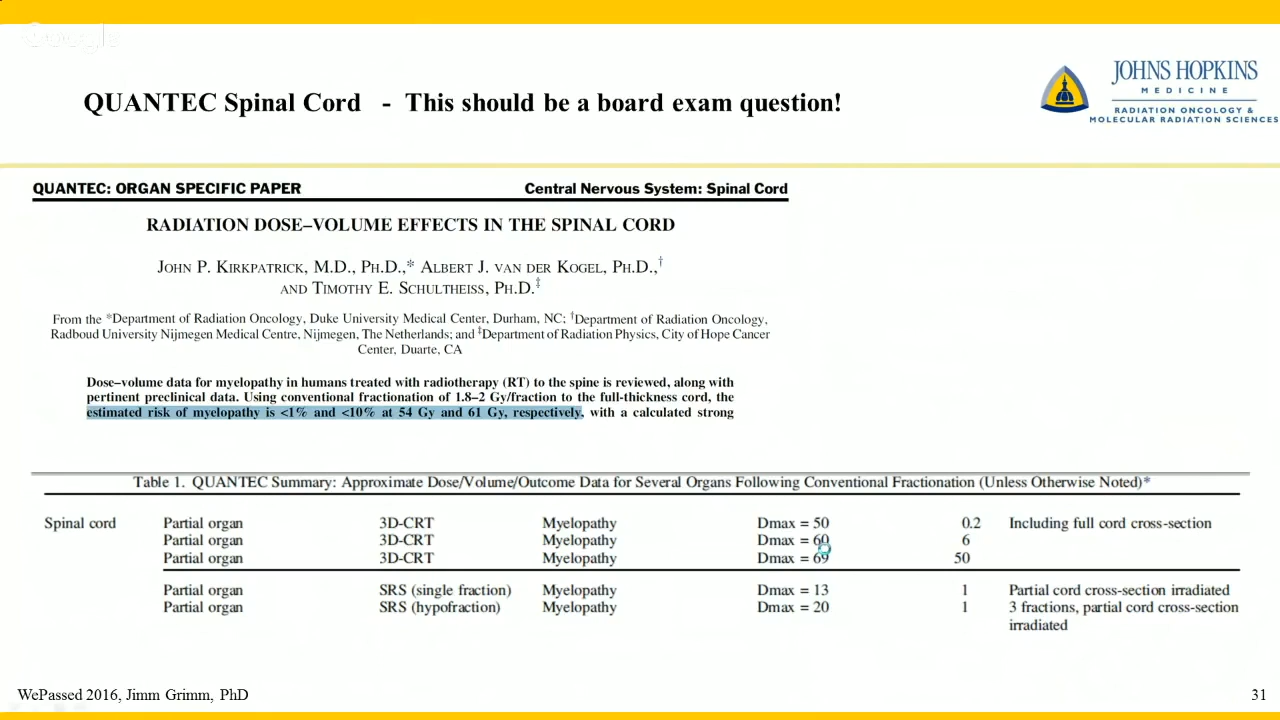 Google
QUANTEC Spinal Cord - This should be a board exam question!
JOHNS HOPKINS
MEDICINE
RADIATION ONCOLOGY &
MOLECULAR RADIATION SCIENCES
QUANTEC: ORGAN SPECIFIC PAPER Central Nervous System: Spinal Cord
RADIATION DOSE–VOLUME EFFECTS IN THE SPINAL CORD
JOHN P. KIRKPATRICK, M.D., PH.D.,* ALBERT J. VAN DER KOGEL, PH.D.,†
AND TIMOTHY E. SCHULTHEISS, PH.D.‡
From the *Department of Radiation Oncology, Duke University Medical Center, Durham, NC; †Department of Radiation Oncology,
Radboud University Nijmegen Medical Centre, Nijmegen, The Netherlands; and ‡Department of Radiation Physics, City of Hope Cancer
Center, Duarte, CA
Dose–volume data for myelopathy in humans treated with radiotherapy (RT) to the spine is reviewed, along with
pertinent preclinical data. Using conventional fractionation of 1.8–2 Gy/fraction to the full-thickness cord, the
estimated risk of myelopathy is <1% and <10% at 54 Gy and 61 Gy, respectively, with a calculated strong
Table 1. QUANTEC Summary: Approximate Dose/Volume/Outcome Data for Several Organs Following Conventional Fractionation (Unless Otherwise Noted)*
Spinal cord Partial organ 3D-CRT Myelopathy Dmax = 50 0.2 Including full cord cross-section
Partial organ 3D-CRT Myelopathy Dmax = 60 6
Partial organ 3D-CRT Myelopathy Dmax = 69 50
Partial organ SRS (single fraction) Myelopathy Dmax = 13 1 Partial cord cross-section irradiated
Partial organ SRS (hypofraction) Myelopathy Dmax = 20 1 3 fractions, partial cord cross-section
irradiated
WePassed 2016, Jimm Grimm, PhD 31